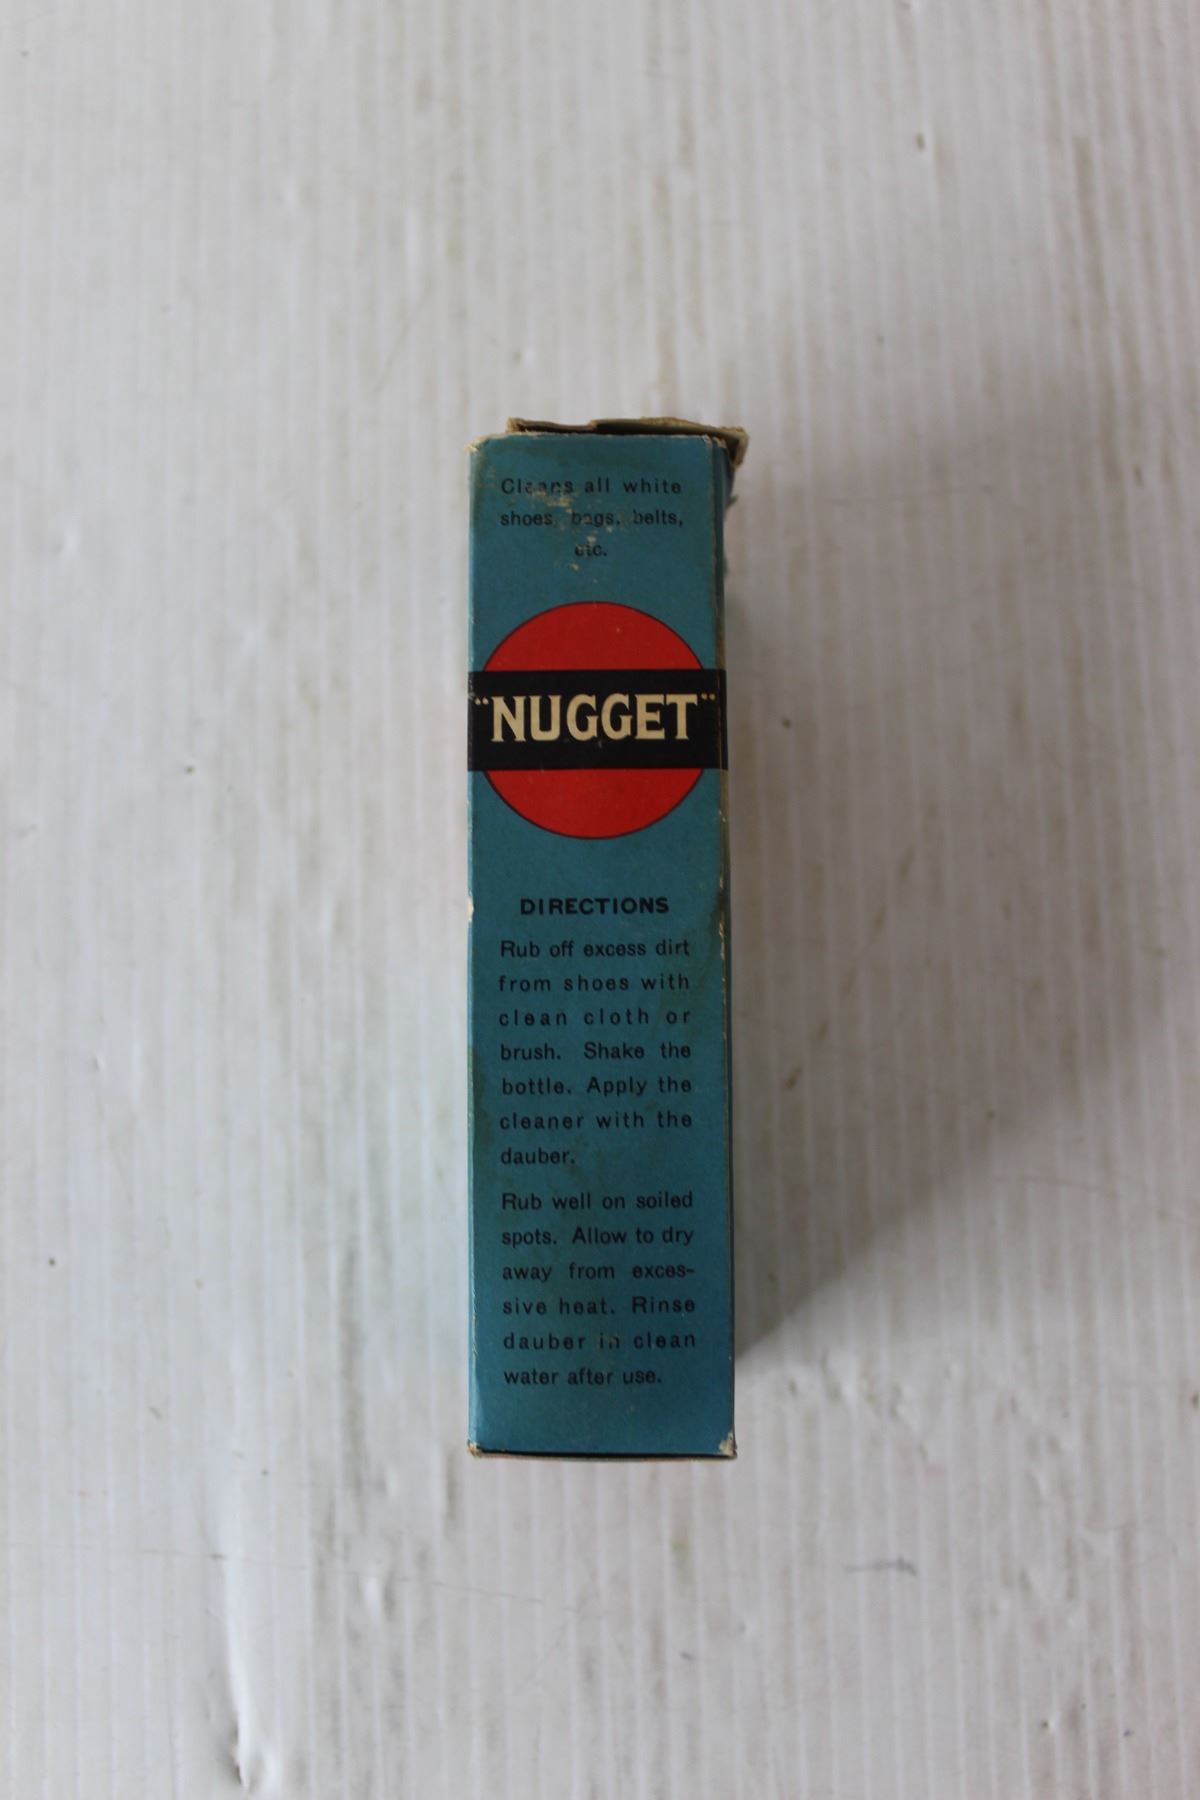 Cleans all white
shoes, bags, belts,
etc.
"NUGGET"
DIRECTIONS
Rub off excess dirt
from shoes with
clean cloth or
brush. Shake the
bottle. Apply the
cleaner with the
dauber.
Rub well on soiled
spots. Allow to dry
away from exces-
sive heat. Rinse
dauber in clean
water after use.